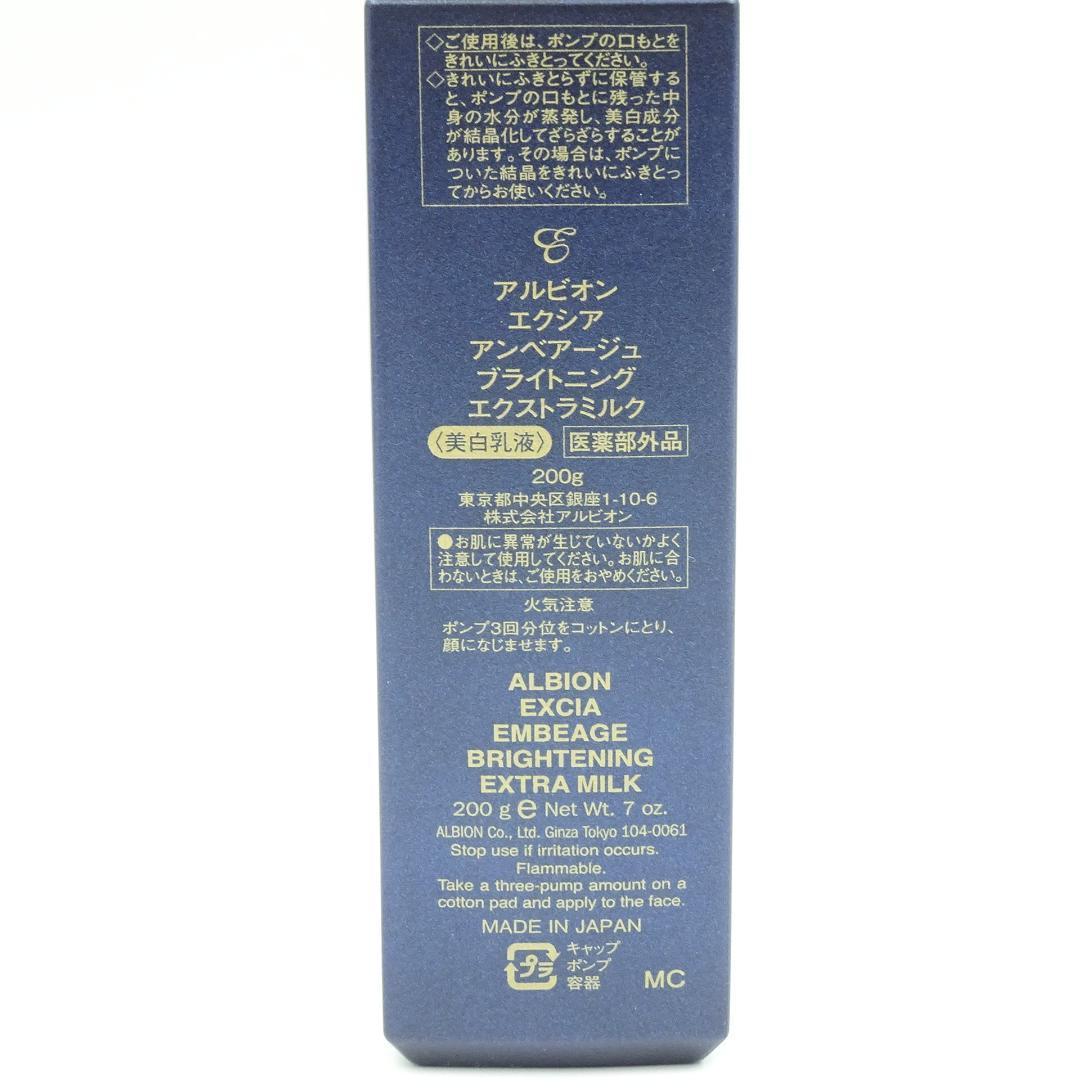 ◇ご使用後は、ポンプの口もとを
きれいにふきとってください。
◇きれいにふきとらずに保管する
と、ポンプの口もとに残った中
身の水分が蒸発し、美白成分
が結晶化してざらざらすることが
あります。その場合は、ポンプに
ついた結晶をきれいにふきとっ
てからお使いください。
E
アルビオン
エクシア
アンベアージュ
ブライトニング
エクストラミルク
〈美白乳液〉 医薬部外品
200g
東京都中央区銀座1-10-6
株式会社アルビオン
●お肌に異常が生じていないかよく
注意して使用してください。お肌に合
わないときは、ご使用をおやめください。
火気注意
ポンプ3回分位をコットンにとり、
顔になじませます。
ALBION
EXCIA
EMBEAGE
BRIGHTENING
EXTRA MILK
200 g e Net Wt. 7 oz.
ALBION Co., Ltd. Ginza Tokyo 104-0061
Stop use if irritation occurs.
Flammable.
Take a three-pump amount on a
cotton pad and apply to the face.
MADE IN JAPAN
プラ
キャップ
ポンプ
容器
MC